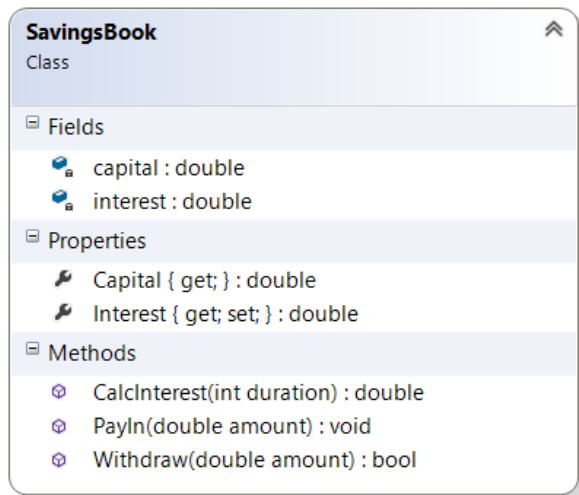 SavingsBook
Class
Fields
capital : double
interest : double
Properties
Capital { get; } : double
Interest { get; set; } : double
Methods
CalcInterest(int duration) : double
PayIn(double amount) : void
Withdraw(double amount) : bool